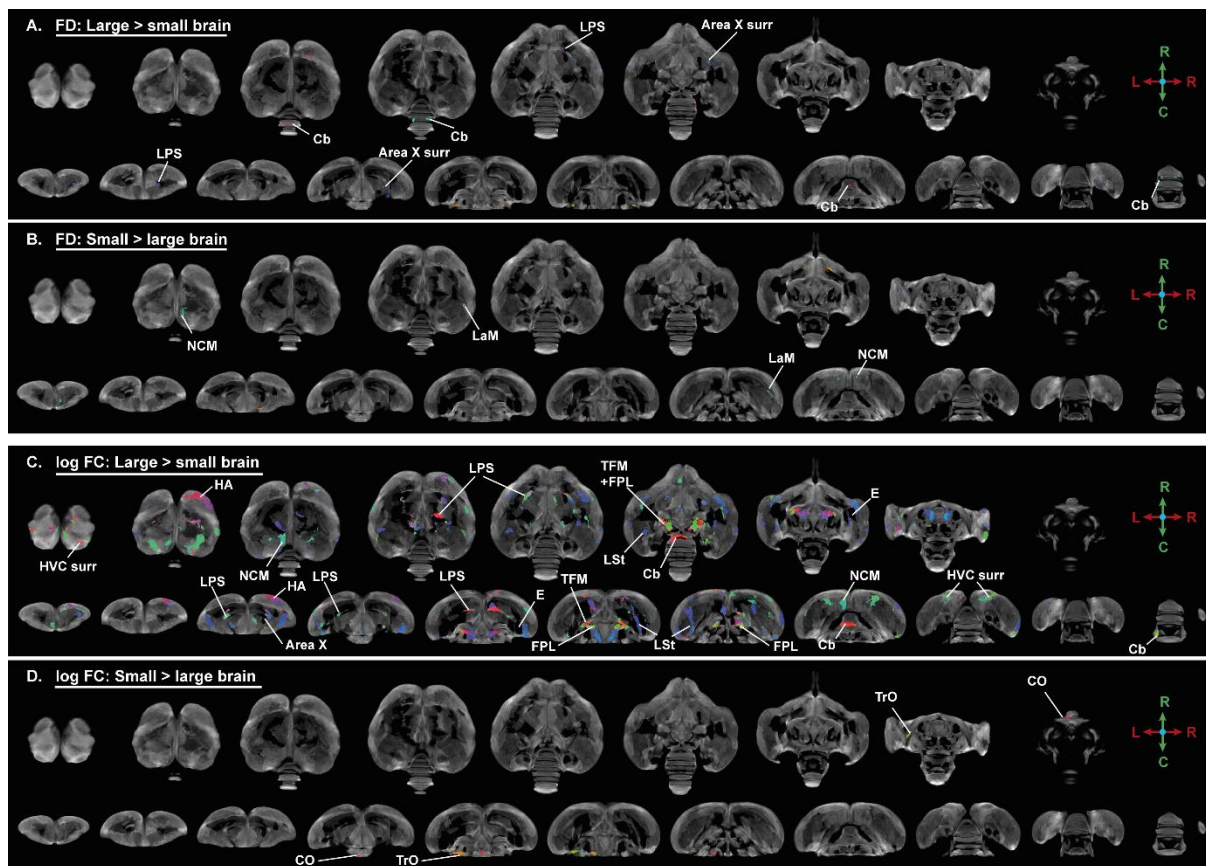 A. FD: Large > small brain
LPS
Area X surr
R
L R
C
Cb
Cb
LPS
Area X surr
Cb
Cb
B. FD: Small > large brain
R
L R
C
NCM
LaM
LaM
NCM
C. log FC: Large > small brain
HA
LPS
TFM
+FPL
E
R
L R
C
HVC surr
NCM
LSt
Cb
LPS
HA
LPS
LPS
E
TFM
NCM
HVC surr
Area X
FPL
LSt
FPL
Cb
Cb
D. log FC: Small > large brain
TrO
CO
R
L R
C
CO
TrO